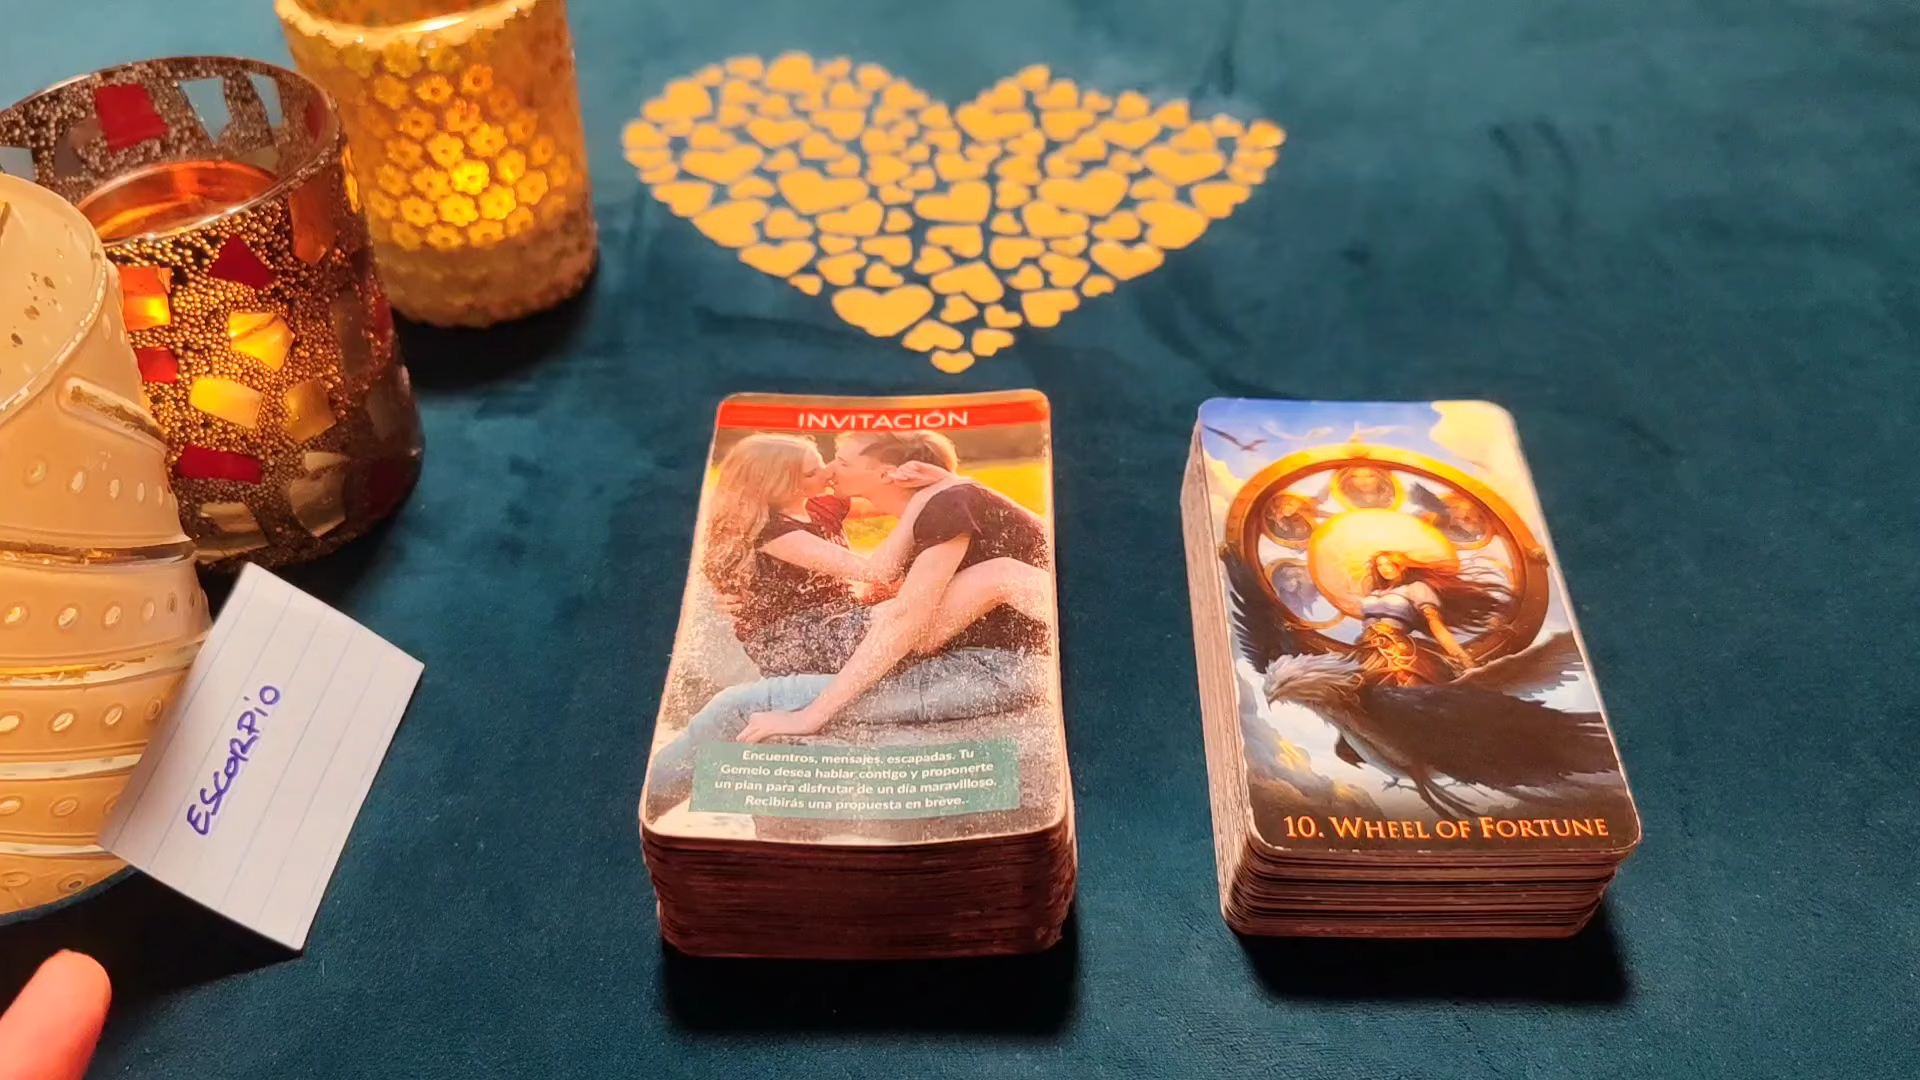 INVITACIÓN
Encuentros, mensajes, escapadas. Tu
Gemelo desea hablar contigo y proponerte
un plan para disfrutar de un día maravilloso.
Recibirás una propuesta en breve..
10. WHEEL OF FORTUNE
ESCORPiO